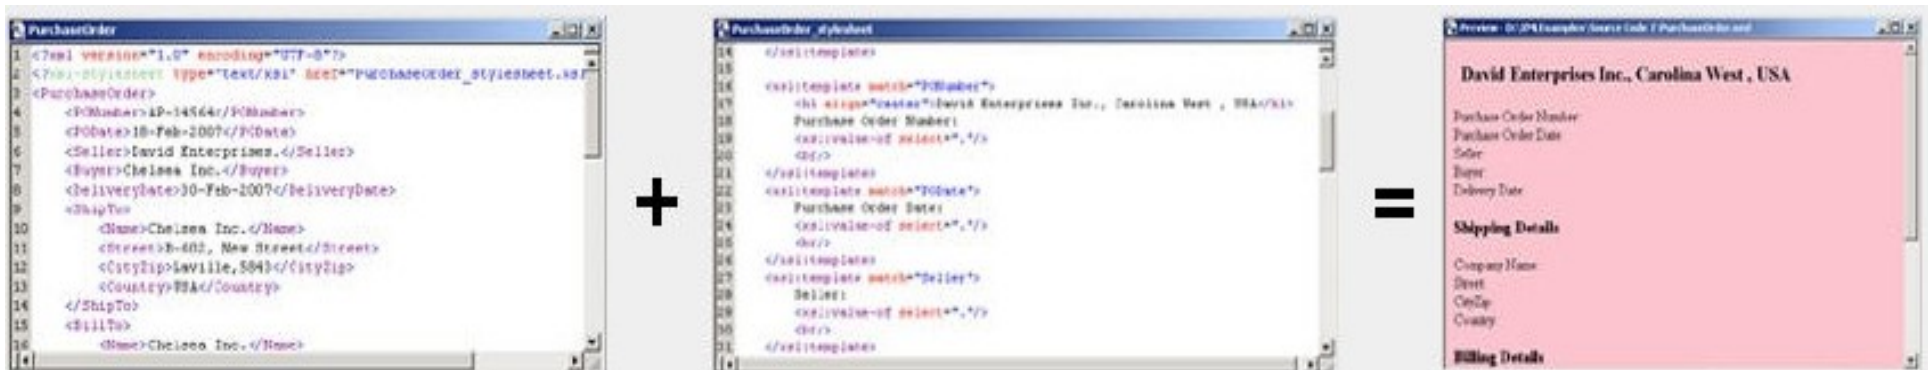 PurchaseOrder
1 <?xml version="1.0" encoding="UTF-8"?>
2 <?xml-stylesheet type="text/xsl" href="PurchaseOrder_stylesheet.xsl
3 <PurchaseOrder>
4 <PONumber>AP-14564</PONumber>
5 <PODate>18-Feb-2007</PODate>
6 <Seller>David Enterprises.</Seller>
7 <Buyer>Chelsea Inc.</Buyer>
8 <DeliveryDate>30-Feb-2007</DeliveryDate>
9 <ShipTo>
10 <Name>Chelsea Inc.</Name>
11 <Street>B-602, New Street</Street>
12 <CityZip>Laville,5843</CityZip>
13 <Country>USA</Country>
14 </ShipTo>
15 <BillTo>
16 <Name>Chelsea Inc.</Name>
+
PurchaseOrder_stylesheet
14 </xsl:template>
15
16 <xsl:template match="PONumber">
17 <h1 align="center">David Enterprises Inc., Carolina West , USA</h1>
18 Purchase Order Number:
19 <xsl:value-of select="."/>
20 <br/>
21 </xsl:template>
22 <xsl:template match="PODate">
23 Purchase Order Date:
24 <xsl:value-of select="."/>
25 <br/>
26 </xsl:template>
27 <xsl:template match="Seller">
28 Seller:
29 <xsl:value-of select="."/>
30 <br/>
31 </xsl:template>
=
David Enterprises Inc., Carolina West , USA
Purchase Order Number
Purchase Order Date
Seller
Buyer
Delivery Date
Shipping Details
Company Name
Street
CityZip
Country
Billing Details